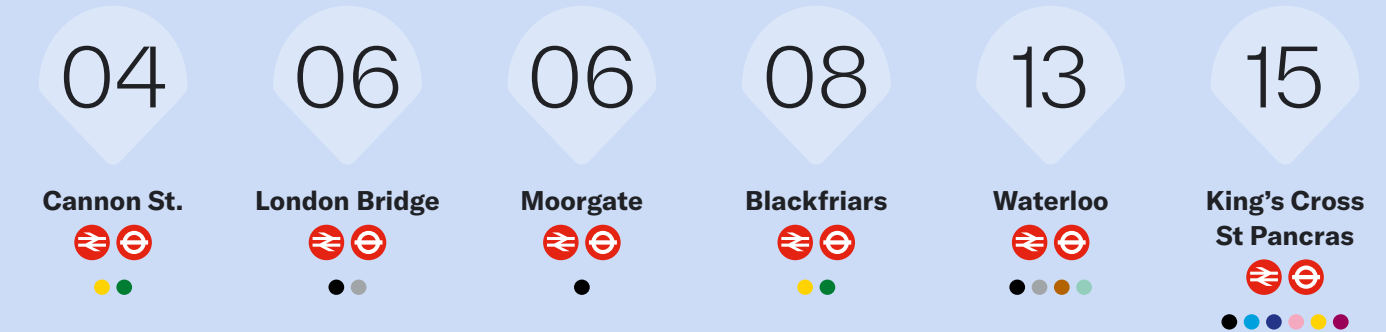 04
06
06
08
13
15
Cannon St.
London Bridge
Moorgate
Blackfriars
Waterloo
King’s Cross
St Pancras